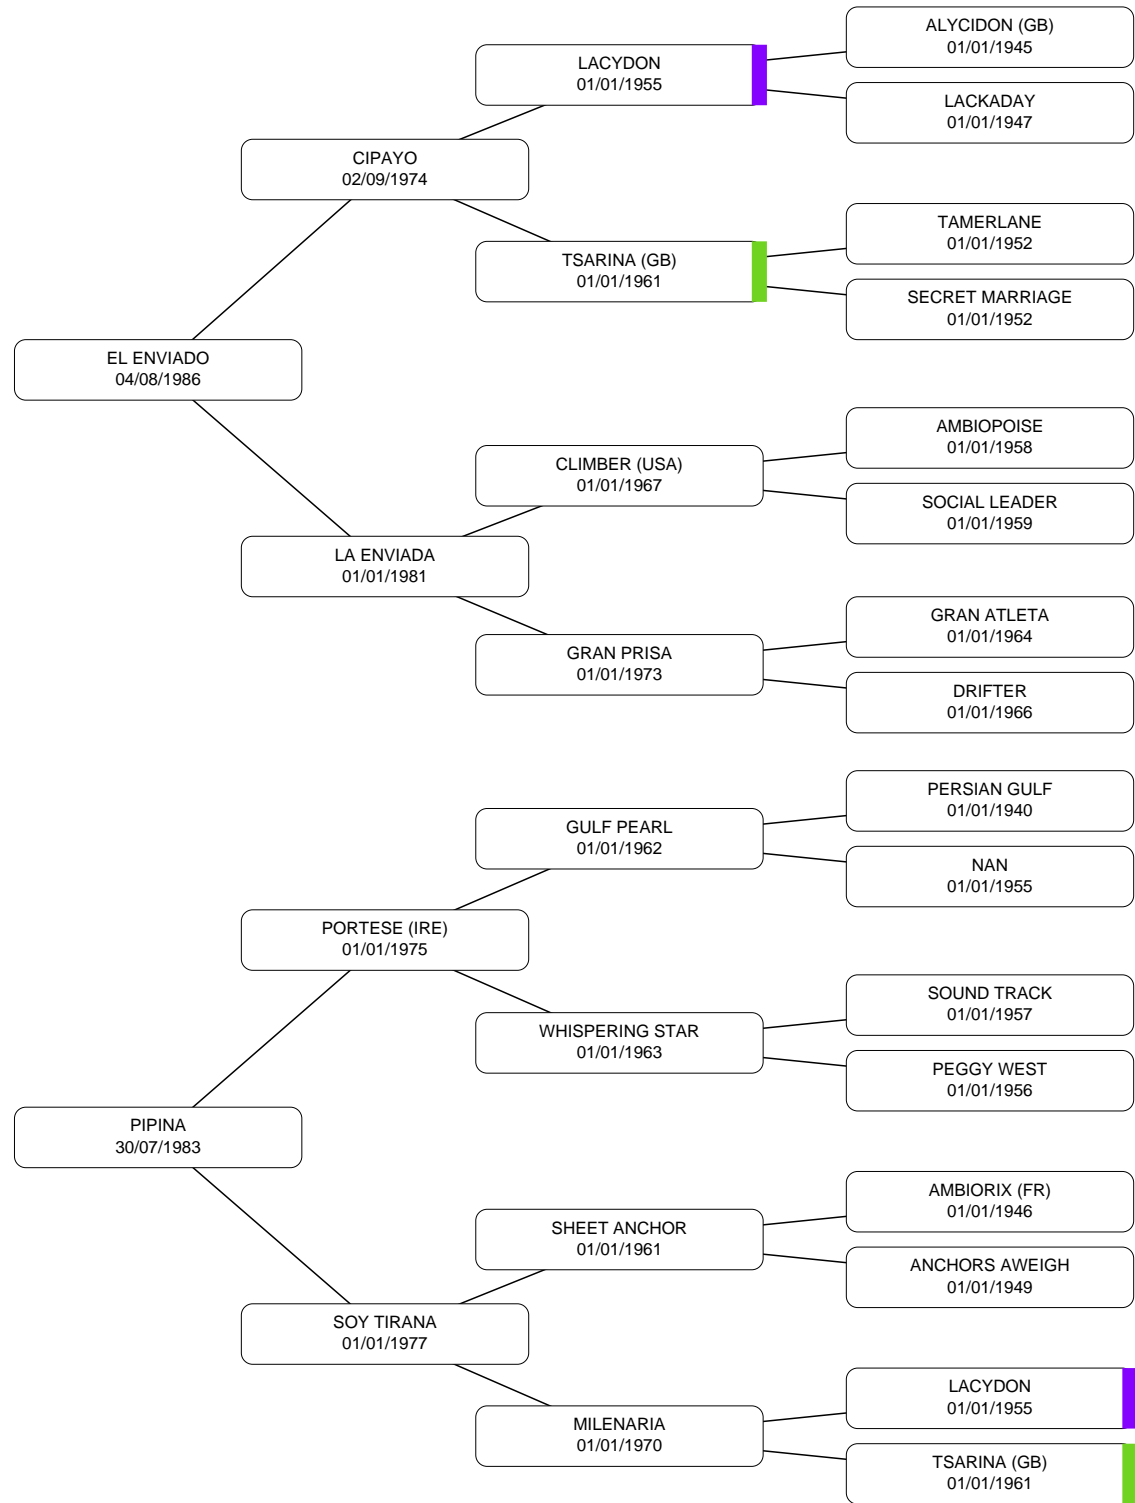 ALYCIDON (GB)
01/01/1945
LACYDON
01/01/1955
LACKADAY
01/01/1947
CIPAYO
02/09/1974
TAMERLANE
01/01/1952
TSARINA (GB)
01/01/1961
SECRET MARRIAGE
01/01/1952
EL ENVIADO
04/08/1986
AMBIOPOISE
01/01/1958
CLIMBER (USA)
01/01/1967
SOCIAL LEADER
01/01/1959
LA ENVIADA
01/01/1981
GRAN ATLETA
01/01/1964
GRAN PRISA
01/01/1973
DRIFTER
01/01/1966
PERSIAN GULF
01/01/1940
GULF PEARL
01/01/1962
NAN
01/01/1955
PORTESE (IRE)
01/01/1975
SOUND TRACK
01/01/1957
WHISPERING STAR
01/01/1963
PEGGY WEST
01/01/1956
PIPINA
30/07/1983
AMBIORIX (FR)
01/01/1946
SHEET ANCHOR
01/01/1961
ANCHORS AWEIGH
01/01/1949
SOY TIRANA
01/01/1977
LACYDON
01/01/1955
MILENARIA
01/01/1970
TSARINA (GB)
01/01/1961